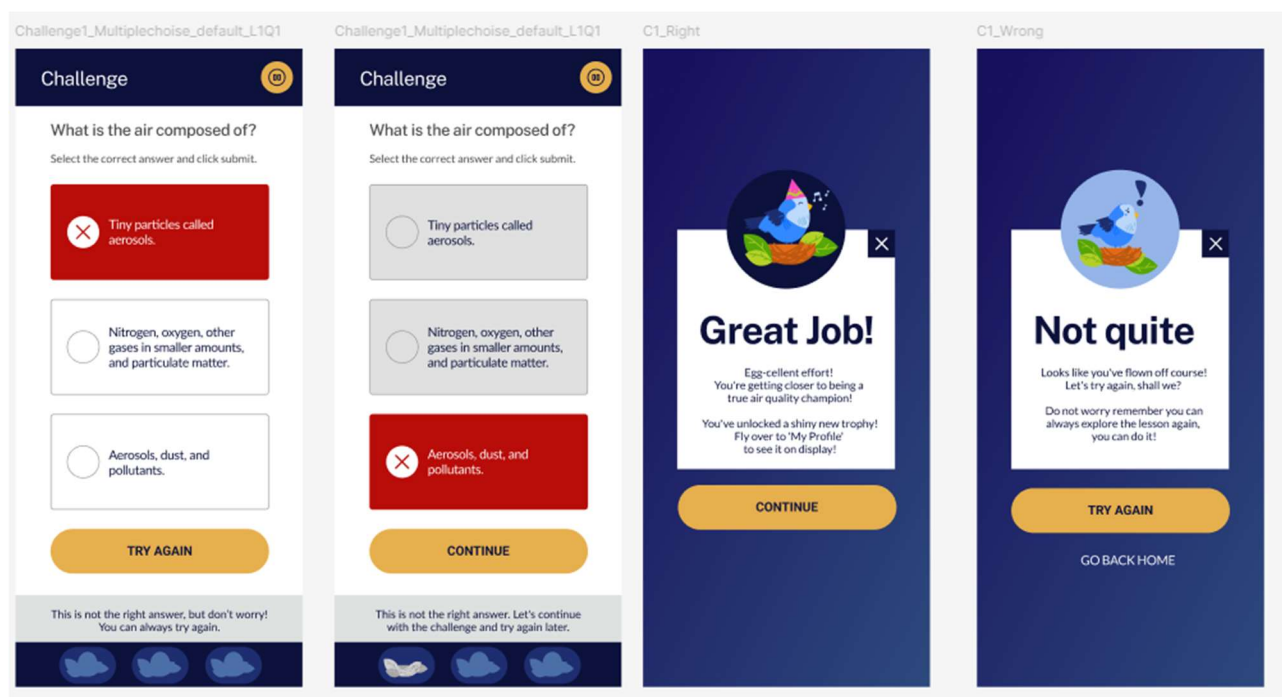 Challenge1_Multiplechoise_default_L1Q1
Challenge
What is the air composed of?
Select the correct answer and click submit.
Tiny particles called
aerosols.
Nitrogen, oxygen, other
gases in smaller amounts,
and particulate matter.
Aerosols, dust, and
pollutants.
TRY AGAIN
This is not the right answer, but don't worry!
You can always try again.
Challenge1_Multiplechoise_default_L1Q1
Challenge
What is the air composed of?
Select the correct answer and click submit.
Tiny particles called
aerosols.
Nitrogen, oxygen, other
gases in smaller amounts,
and particulate matter.
Aerosols, dust, and
pollutants.
CONTINUE
This is not the right answer. Let's continue
with the challenge and try again later.
C1_Right
Great Job!
Egg-cellent effort!
You're getting closer to being a
true air quality champion!
You've unlocked a shiny new trophy!
Fly over to 'My Profile'
to see it on display!
CONTINUE
C1_Wrong
Not quite
Looks like you've flown off course!
Let's try again, shall we?
Do not worry remember you can
always explore the lesson again,
you can do it!
TRY AGAIN
GO BACK HOME